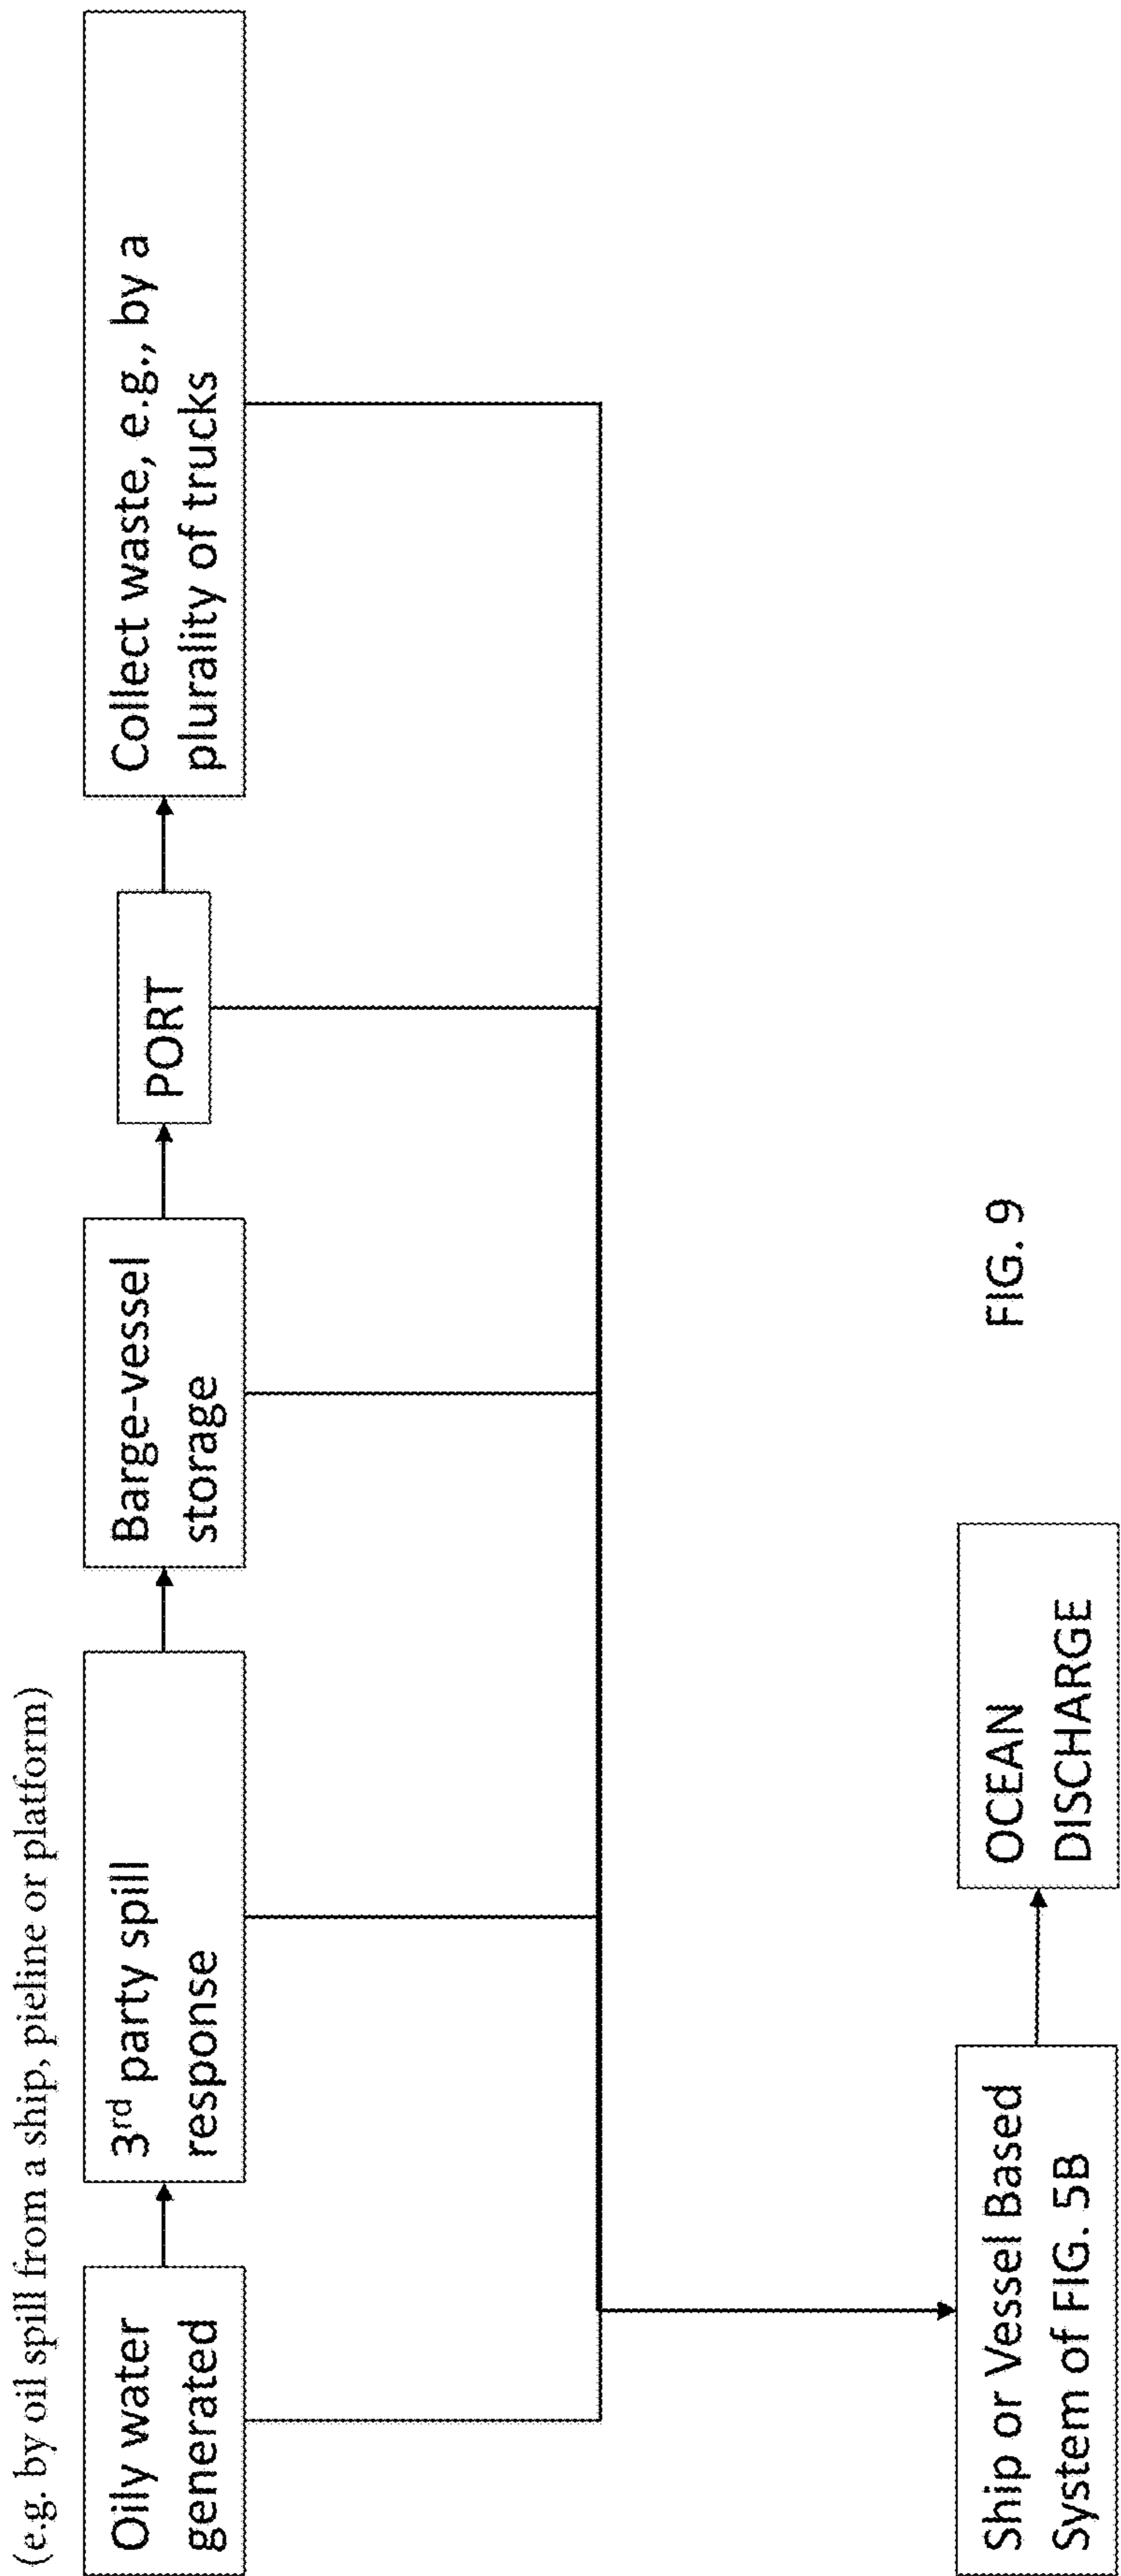 (e.g. by oil spill from a ship, pieline or platform)
Oily water
generated
3rd party spill
response
Barge-vessel
storage
PORT
Collect waste, e.g., by a
plurality of trucks
Ship or Vessel Based
System of FIG. 5B
OCEAN
DISCHARGE
FIG. 9